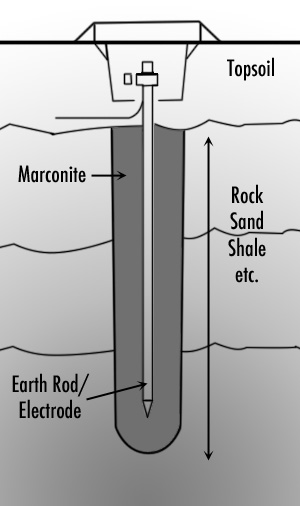 Topsoil
Marconite
Rock
Sand
Shale
etc.
Earth Rod/
Electrode